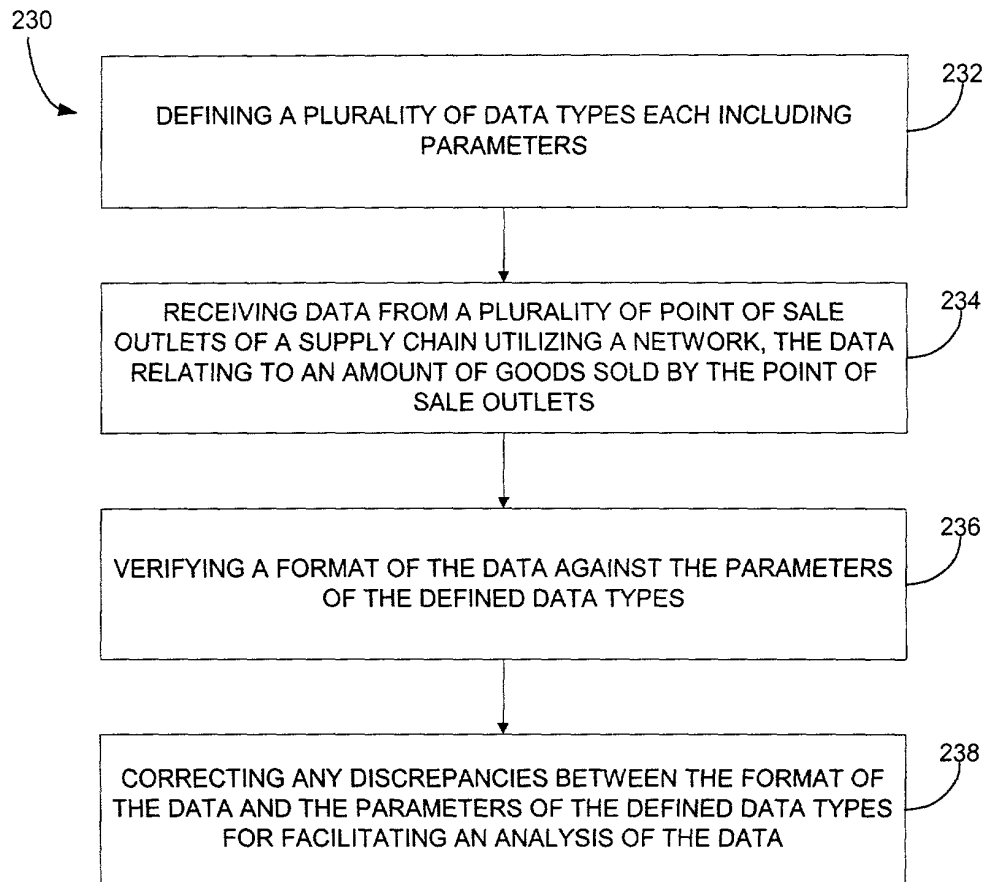 230
232
DEFINING A PLURALITY OF DATA TYPES EACH INCLUDING
PARAMETERS
234
RECEIVING DATA FROM A PLURALITY OF POINT OF SALE
OUTLETS OF A SUPPLY CHAIN UTILIZING A NETWORK, THE DATA
RELATING TO AN AMOUNT OF GOODS SOLD BY THE POINT OF
SALE OUTLETS
236
VERIFYING A FORMAT OF THE DATA AGAINST THE PARAMETERS
OF THE DEFINED DATA TYPES
238
CORRECTING ANY DISCREPANCIES BETWEEN THE FORMAT OF
THE DATA AND THE PARAMETERS OF THE DEFINED DATA TYPES
FOR FACILITATING AN ANALYSIS OF THE DATA